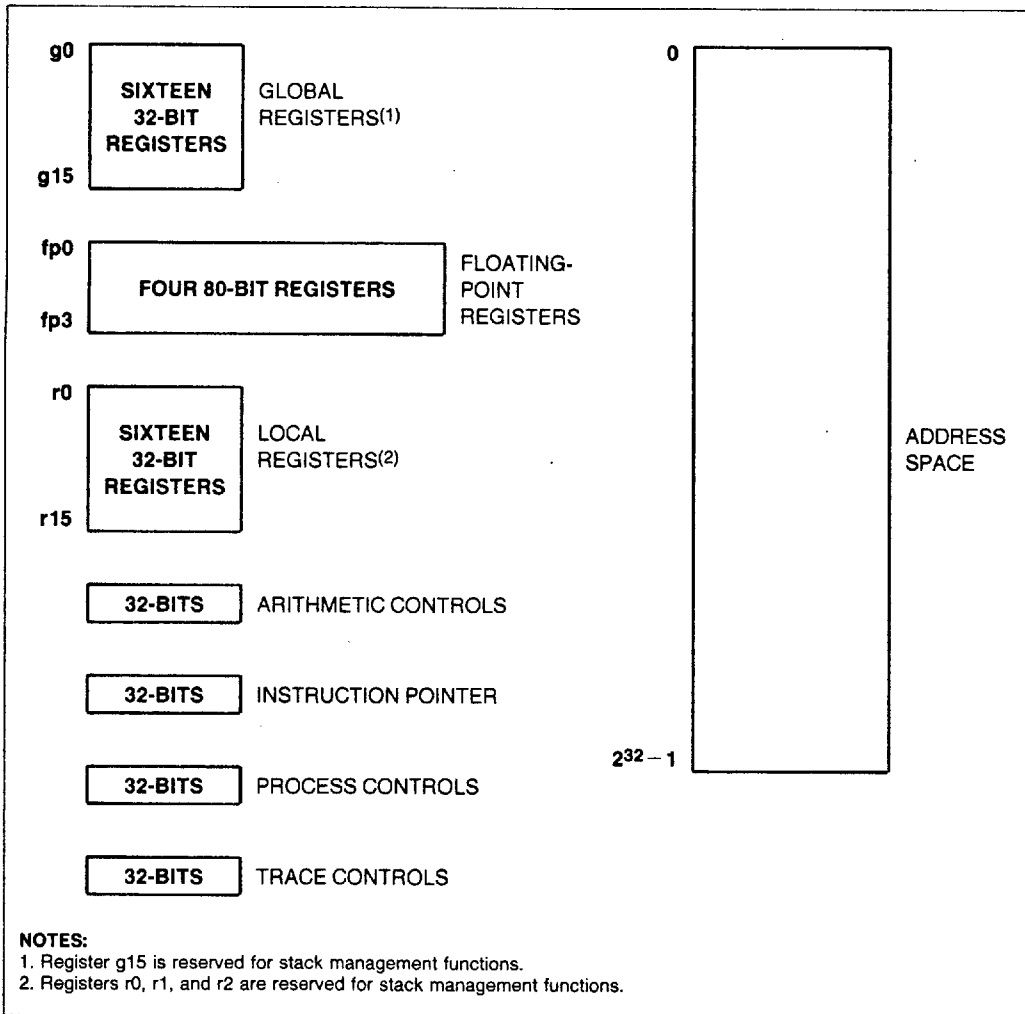 g0
SIXTEEN
32-BIT
REGISTERS
g15
GLOBAL
REGISTERS(1)
fp0
FOUR 80-BIT REGISTERS
fp3
FLOATING-
POINT
REGISTERS
r0
SIXTEEN
32-BIT
REGISTERS
r15
LOCAL
REGISTERS(2)
32-BITS ARITHMETIC CONTROLS
32-BITS INSTRUCTION POINTER
32-BITS PROCESS CONTROLS
32-BITS TRACE CONTROLS
0
ADDRESS
SPACE
2³²−1
NOTES:
1. Register g15 is reserved for stack management functions.
2. Registers r0, r1, and r2 are reserved for stack management functions.